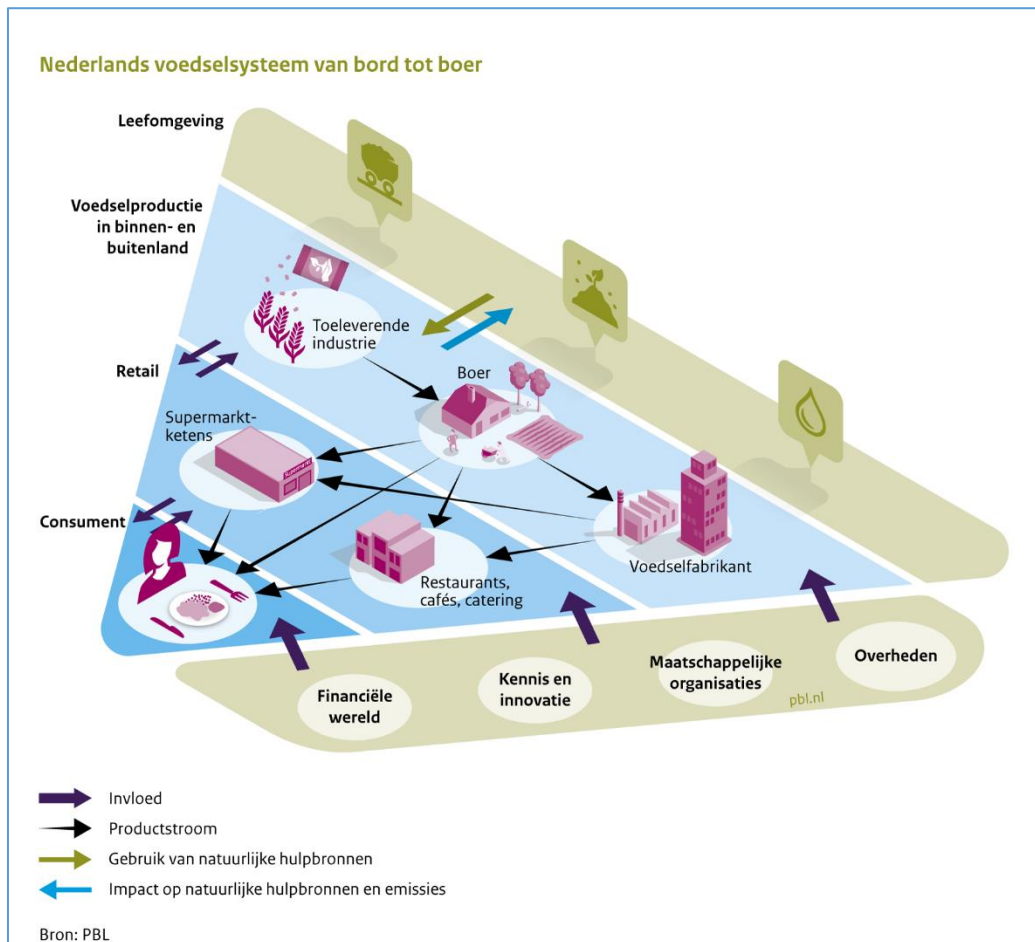 Nederlands voedselsysteem van bord tot boer
Leefomgeving
Voedselproductie
in binnen- en
buitenland
Toeleverende
industrie
Boer
Retail
Supermarkt-
ketens
Supermarkt
Consument
Voedselfabrikant
Restaurants,
cafés, catering
Financiële
wereld
Kennis en
innovatie
Maatschappelijke
organisaties
Overheden
pbl.nl
Invloed
Productstroom
Gebruik van natuurlijke hulpbronnen
Impact op natuurlijke hulpbronnen en emissies
Bron: PBL